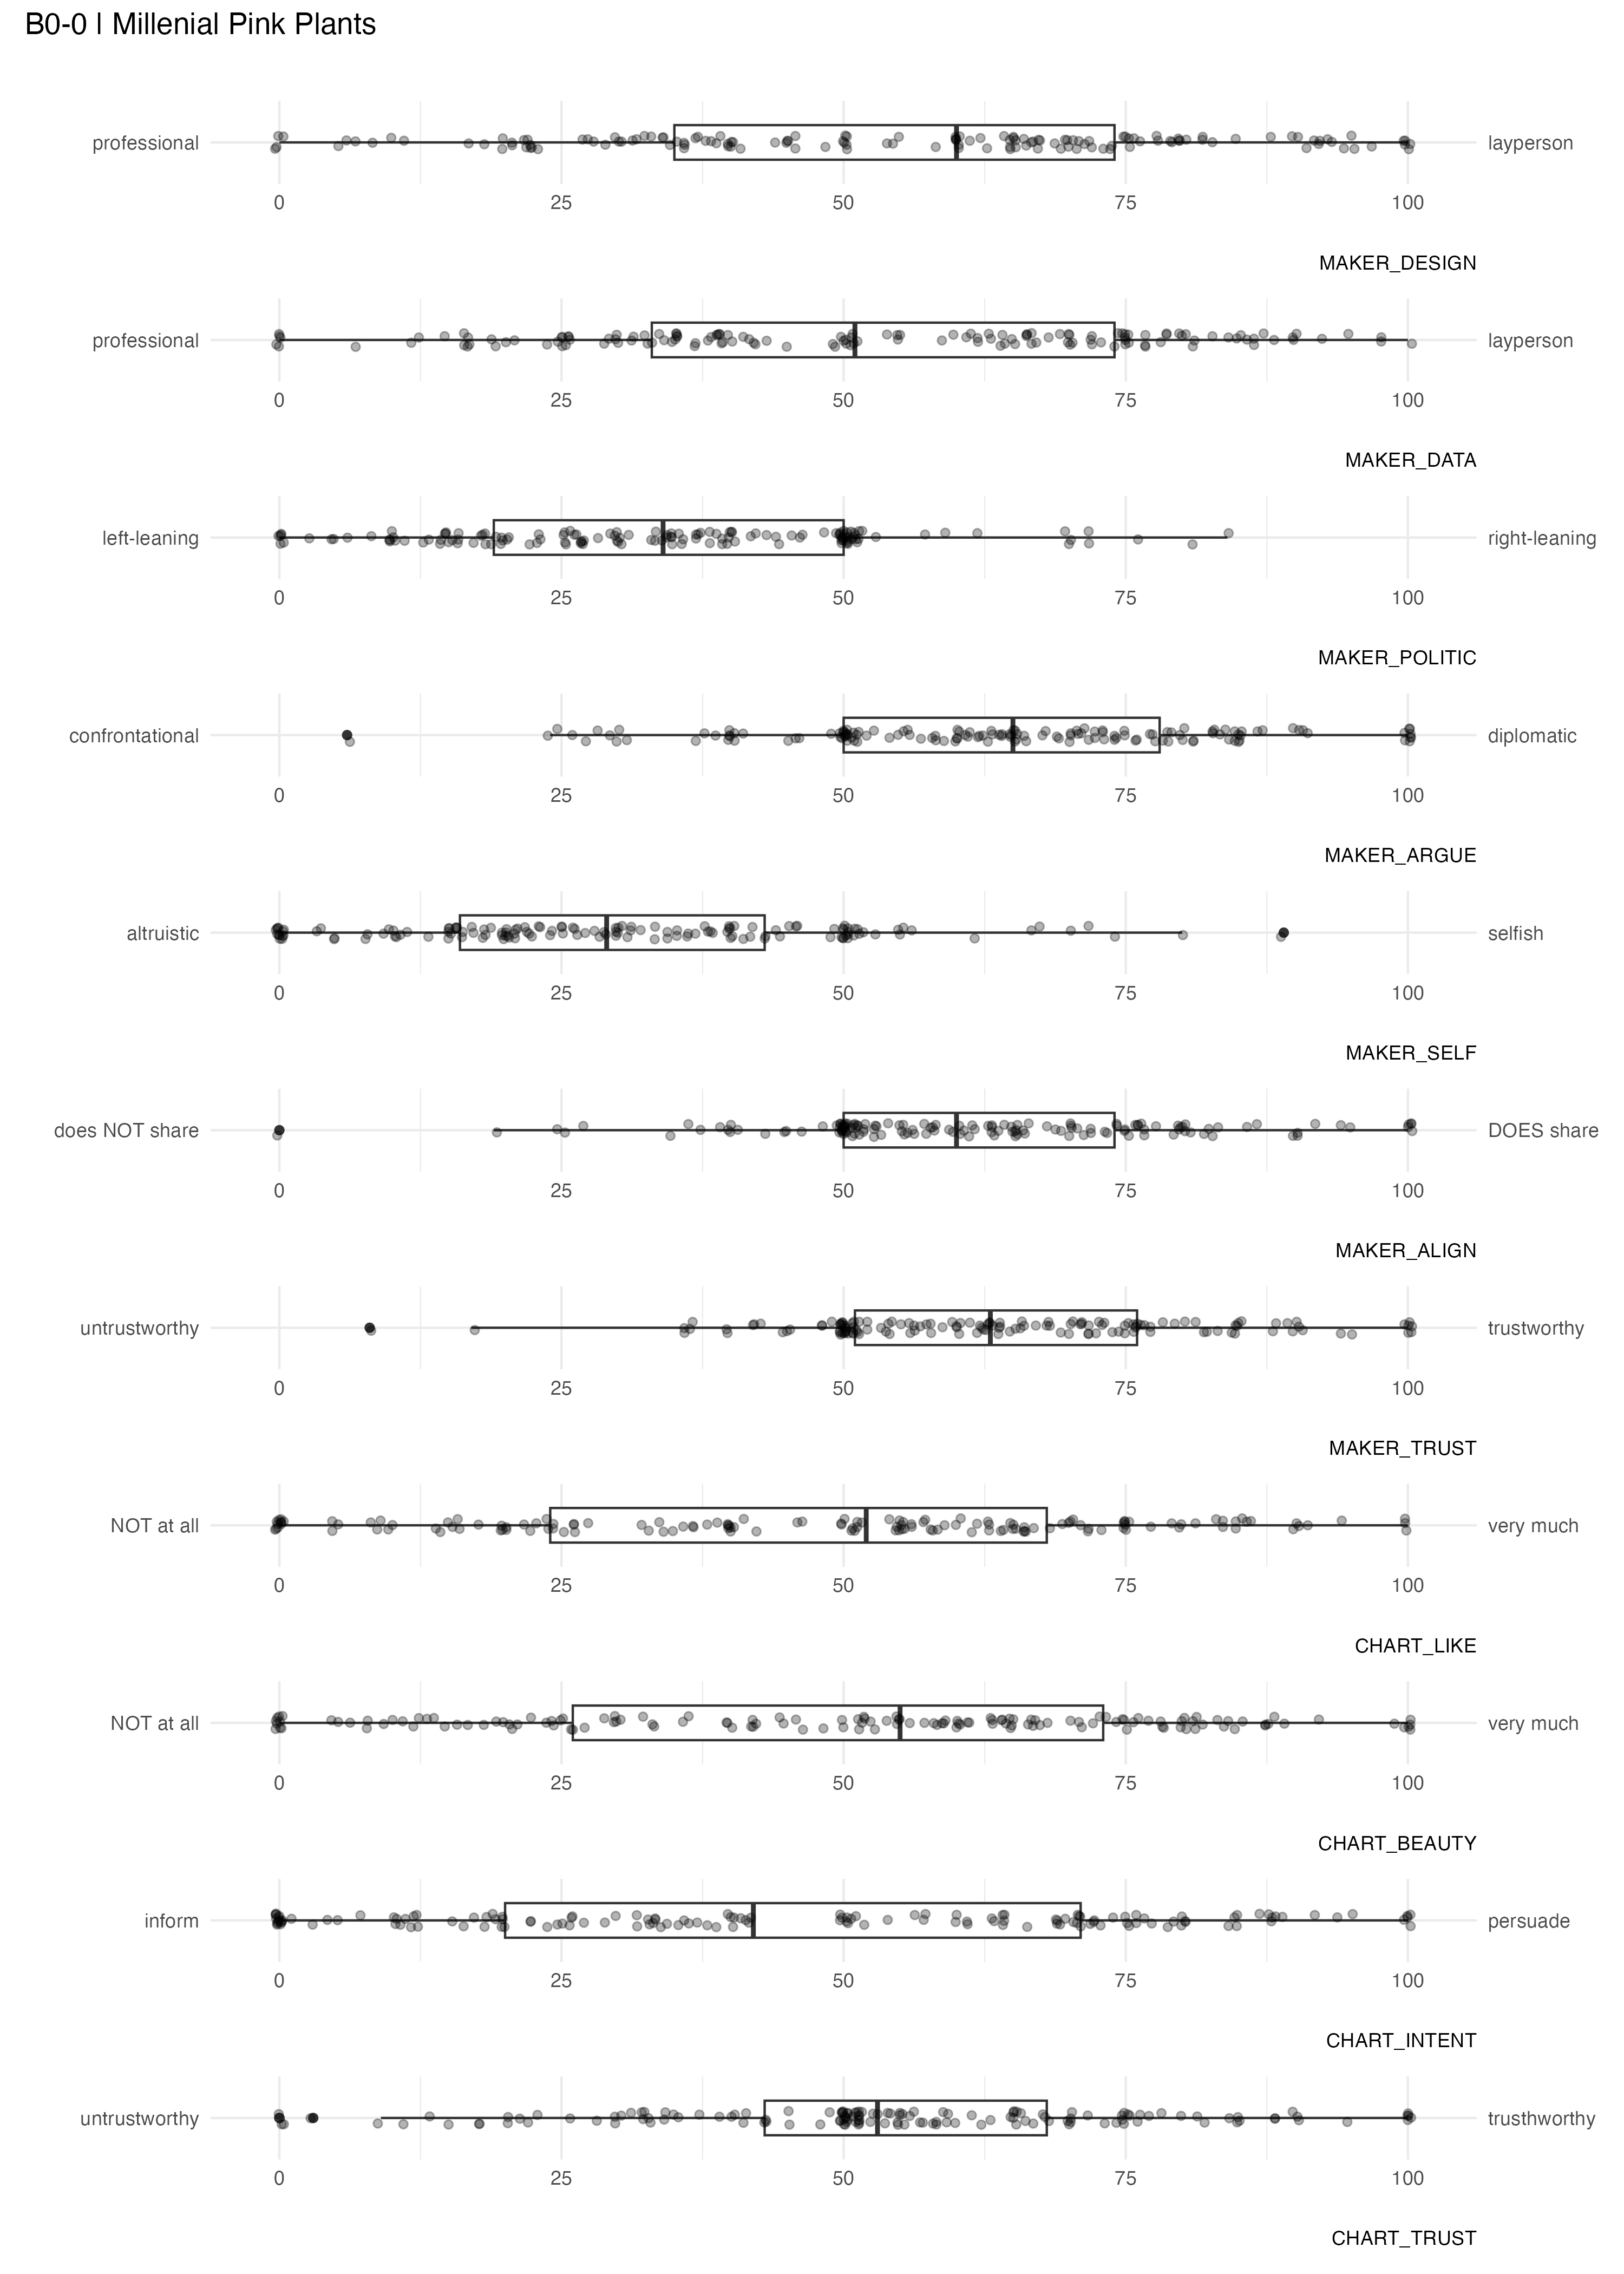 B0-0 | Millenial Pink Plants
professional layperson
0 25 50 75 100
MAKER_DESIGN
professional layperson
0 25 50 75 100
MAKER_DATA
left-leaning right-leaning
0 25 50 75 100
MAKER_POLITIC
confrontational diplomatic
0 25 50 75 100
MAKER_ARGUE
altruistic selfish
0 25 50 75 100
MAKER_SELF
does NOT share DOES share
0 25 50 75 100
MAKER_ALIGN
untrustworthy trustworthy
0 25 50 75 100
MAKER_TRUST
NOT at all very much
0 25 50 75 100
CHART_LIKE
NOT at all very much
0 25 50 75 100
CHART_BEAUTY
inform persuade
0 25 50 75 100
CHART_INTENT
untrustworthy trusthworthy
0 25 50 75 100
CHART_TRUST